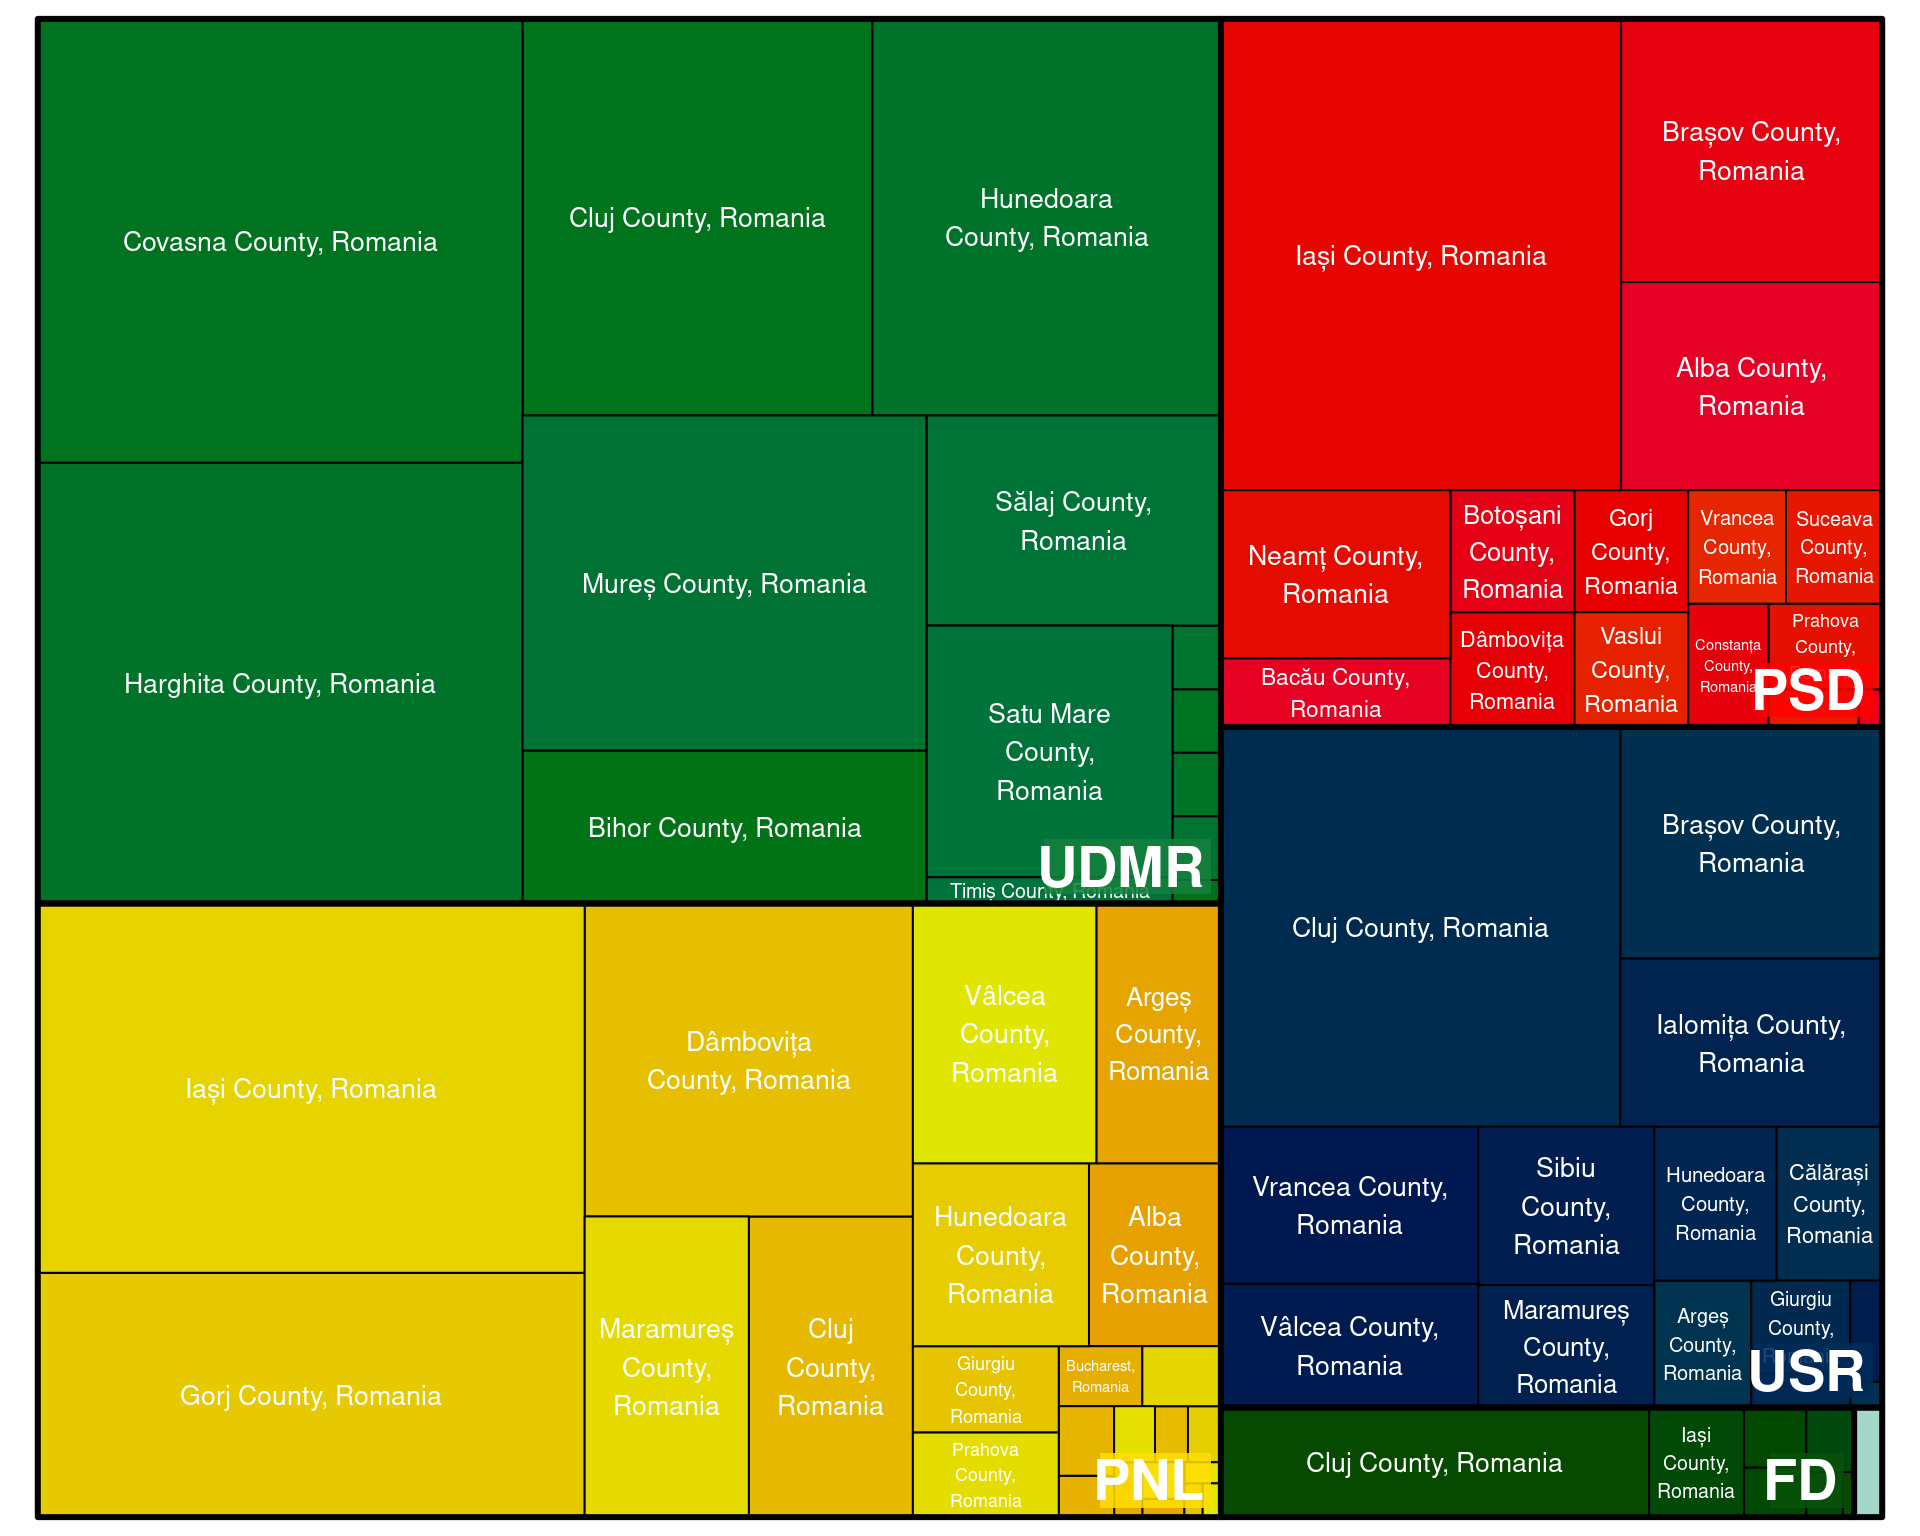 Covasna County, Romania
Cluj County, Romania
Hunedoara
County, Romania
Harghita County, Romania
Mureș County, Romania
Sălaj County,
Romania
Bihor County, Romania
Satu Mare
County,
Romania
Timiș County, Romania
UDMR
Iași County, Romania
Brașov County,
Romania
Alba County,
Romania
Neamț County,
Romania
Bacău County,
Romania
Botoșani
County,
Romania
Gorj
County,
Romania
Vrancea
County,
Romania
Suceava
County,
Romania
Dâmbovița
County,
Romania
Vaslui
County,
Romania
Constanța
County,
Romania
Prahova
County,
PSD
Iași County, Romania
Gorj County, Romania
Dâmbovița
County, Romania
Maramureș
County,
Romania
Cluj
County,
Romania
Vâlcea
County,
Romania
Argeș
County,
Romania
Hunedoara
County,
Romania
Alba
County,
Romania
Giurgiu
County,
Romania
Bucharest,
Romania
Prahova
County,
Romania
PNL
Cluj County, Romania
Brașov County,
Romania
Ialomița County,
Romania
Vrancea County,
Romania
Sibiu
County,
Romania
Hunedoara
County,
Romania
Călărași
County,
Romania
Vâlcea County,
Romania
Maramureș
County,
Romania
Argeș
County,
Romania
Giurgiu
County,
USR
Cluj County, Romania
Iași
County,
Romania
FD